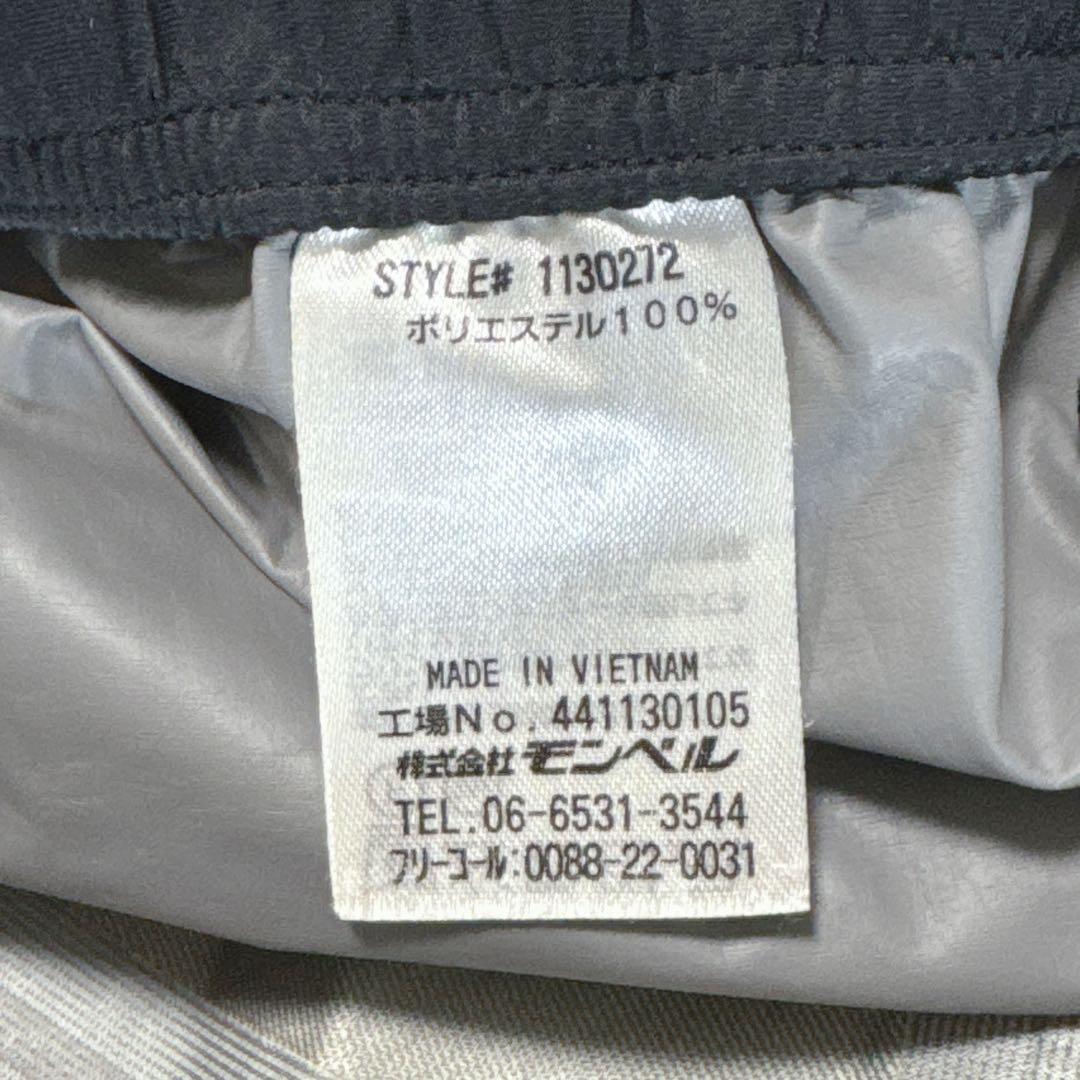 STYLE# 1130272
ポリエステル100%
MADE IN VIETNAM
工場No.441130105
株式会社モンベル
TEL.06-6531-3544
フリーコール:0088-22-0031